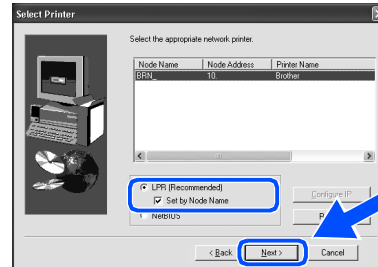 Select Printer
Select the appropriate network printer.
Node Name Node Address Printer Name
BRN_ 10. Brother
LPR (Recommended)
Set by Node Name
NetBIOS
Configure IP
< Back Next > Cancel